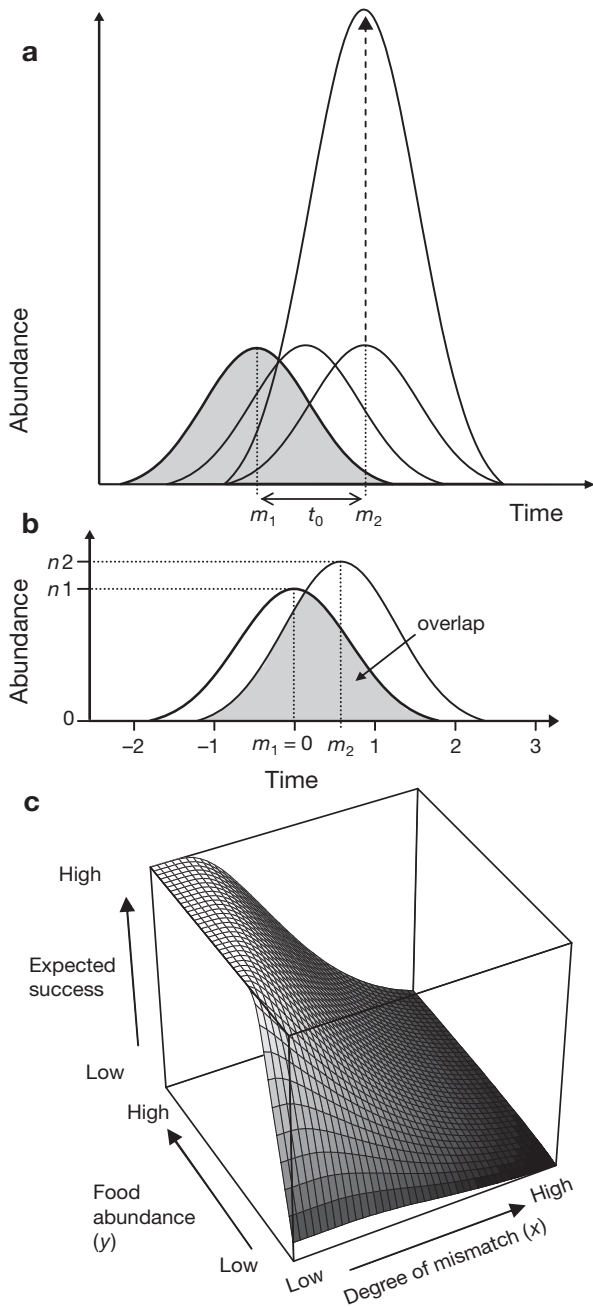 a
Abundance
m1 t0 m2
Time
b
Abundance
n2
n1
0
overlap
−2 −1 m1 = 0 m2 1 2 3
Time
c
High
Expected
success
Low
High
Food
abundance
(y)
Low
Low
Degree of mismatch (x)
High